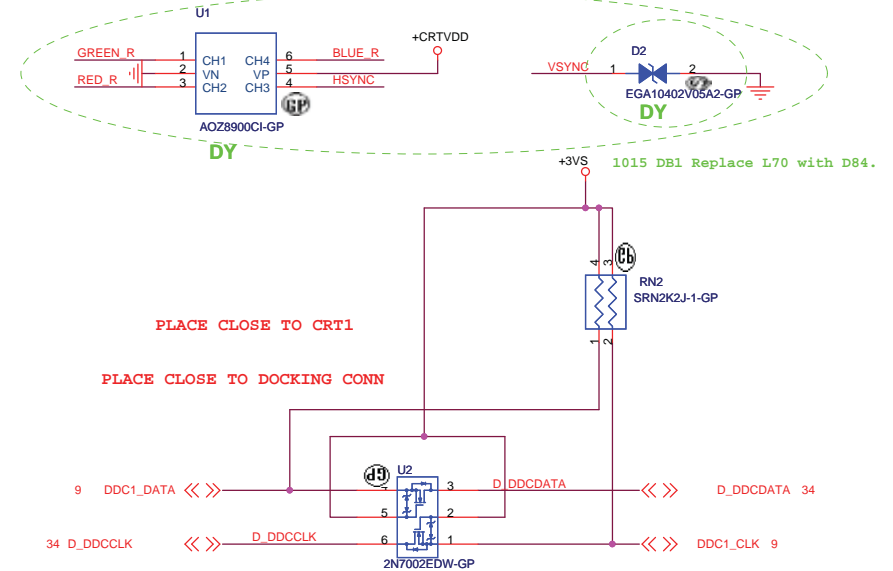 U1
GREEN_R 1 CH1 CH4 6 BLUE_R
2 VN VP 5
RED_R 3 CH2 CH3 4 HSYNC
GP
AOZ8900CI-GP
DY
+CRTVDD
D2
VSYNC 1 2
GP
EGA10402V05A2-GP
DY
+3VS
1015 DB1 Replace L70 with D84.
4 3
GP
RN2
SRN2K2J-1-GP
1 2
PLACE CLOSE TO CRT1
PLACE CLOSE TO DOCKING CONN
GP
U2
9 DDC1_DATA 3 D_DDCDATA D_DDCDATA 34
5 2
34 D_DDCCLK D_DDCCLK 6 1 DDC1_CLK 9
2N7002EDW-GP